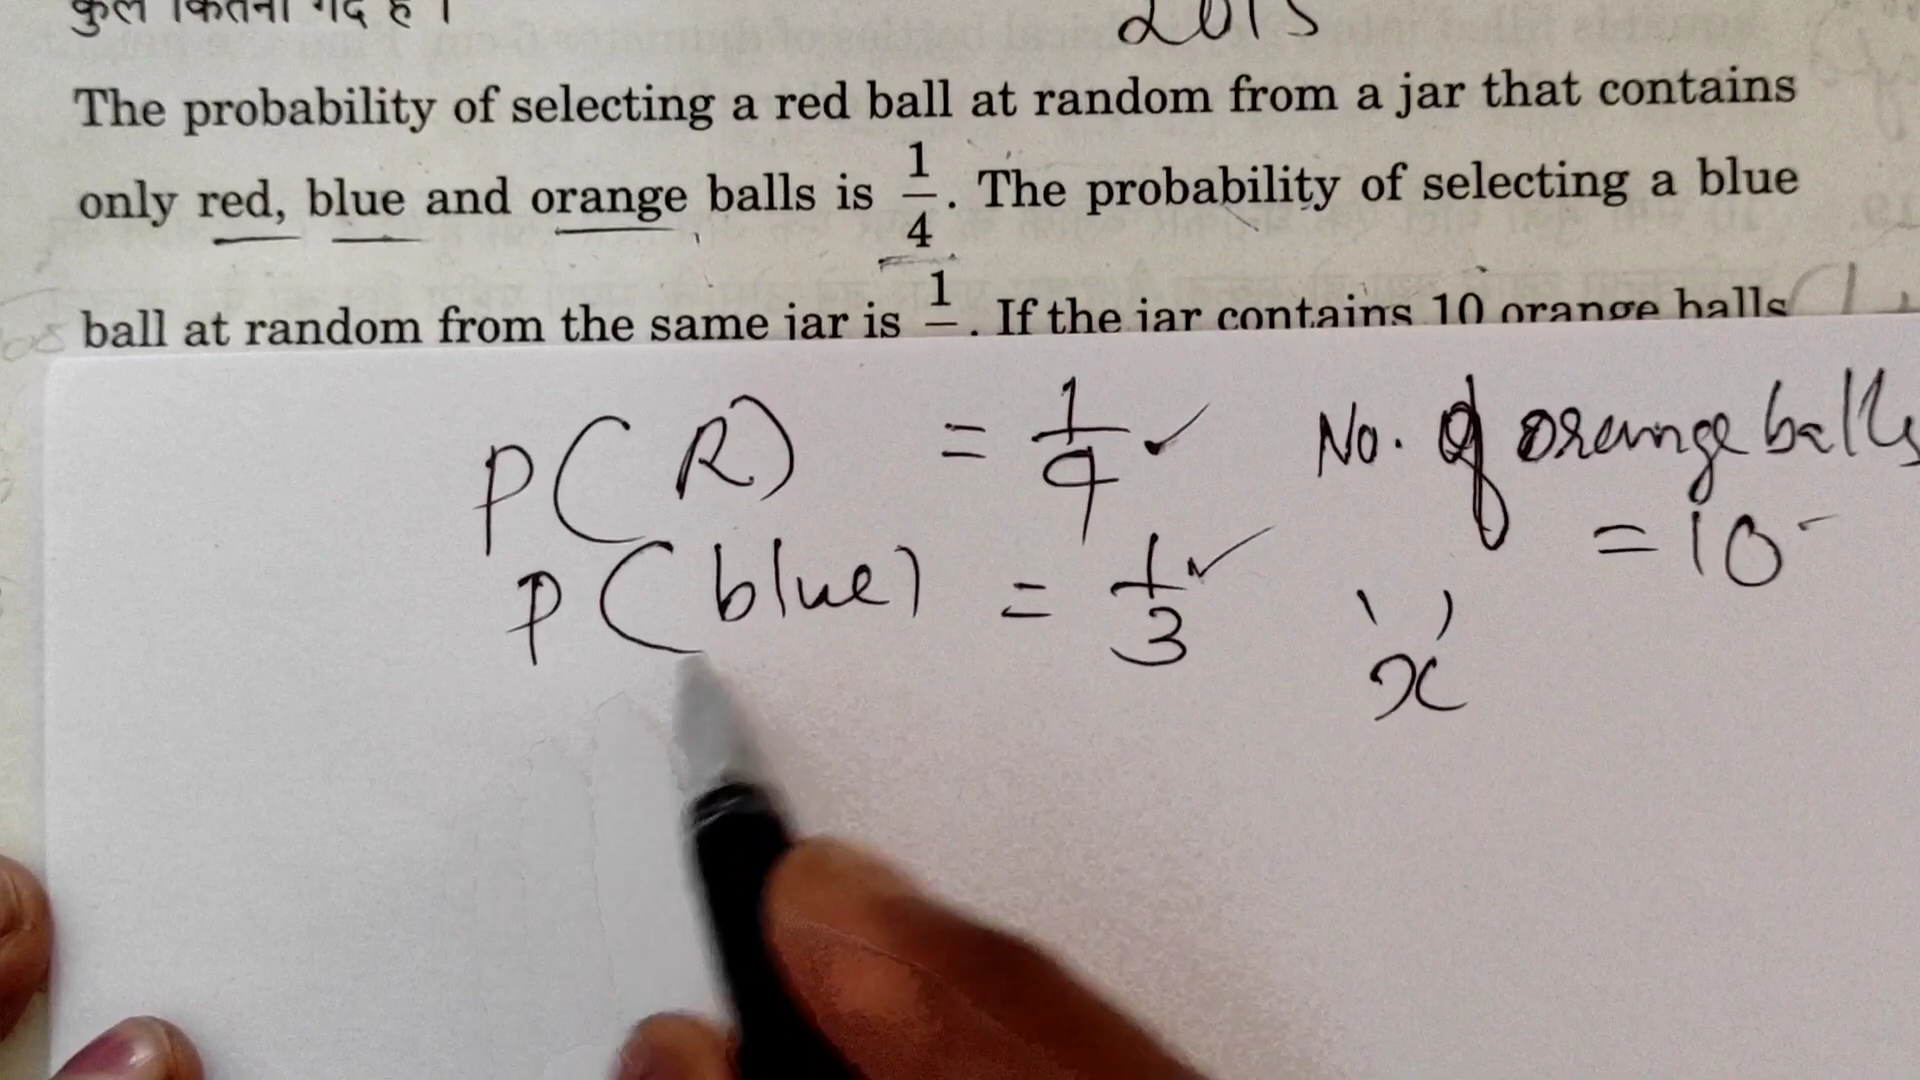 कुल कितनी गेंदें हैं ।
2015
The probability of selecting a red ball at random from a jar that contains
only red, blue and orange balls is 1/4. The probability of selecting a blue
ball at random from the same jar is 1/ . If the jar contains 10 orange balls
P(R) = 1/4 ✓ No. of orange balls
= 10
P(blue) = 1/3 ✓
x